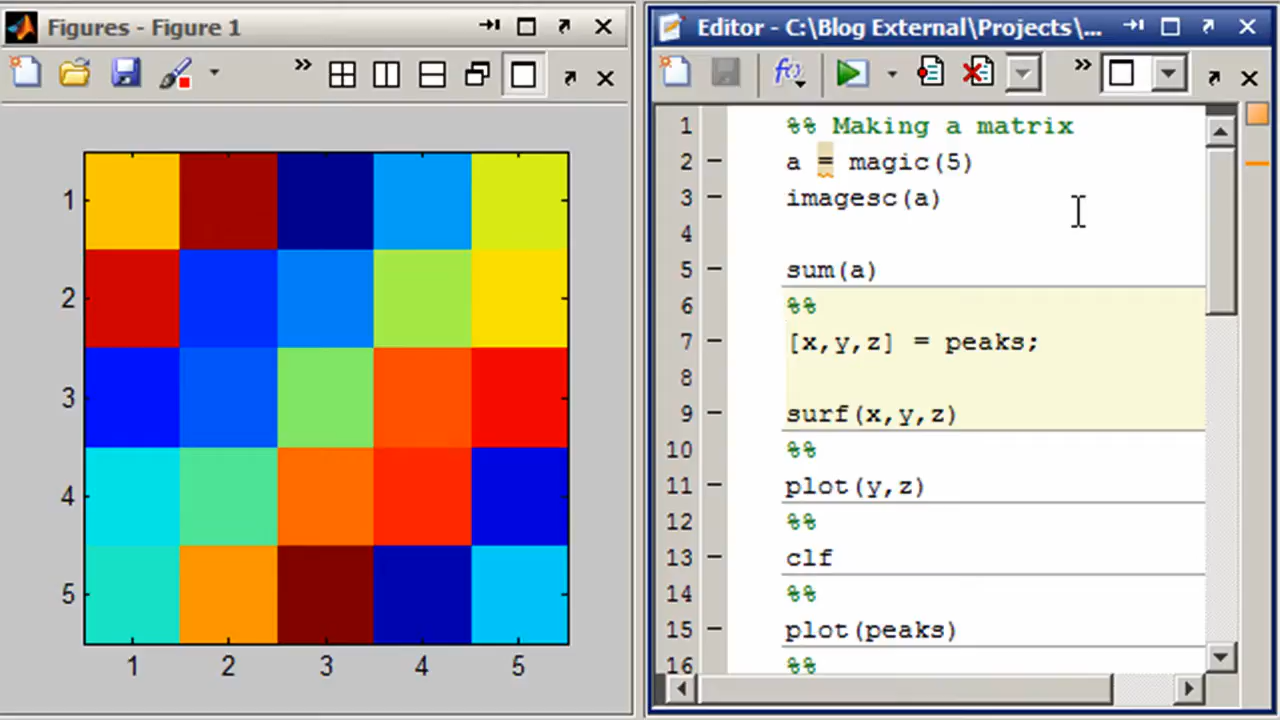 Figures - Figure 1
1
2
3
4
5
1 2 3 4 5
Editor - C:\Blog External\Projects\...
1 %% Making a matrix
2 — a = magic(5)
3 — imagesc(a)
4
5 — sum(a)
6 %%
7 — [x,y,z] = peaks;
8
9 — surf(x,y,z)
10 %%
11 — plot(y,z)
12 %%
13 — clf
14 %%
15 — plot(peaks)
16 %%